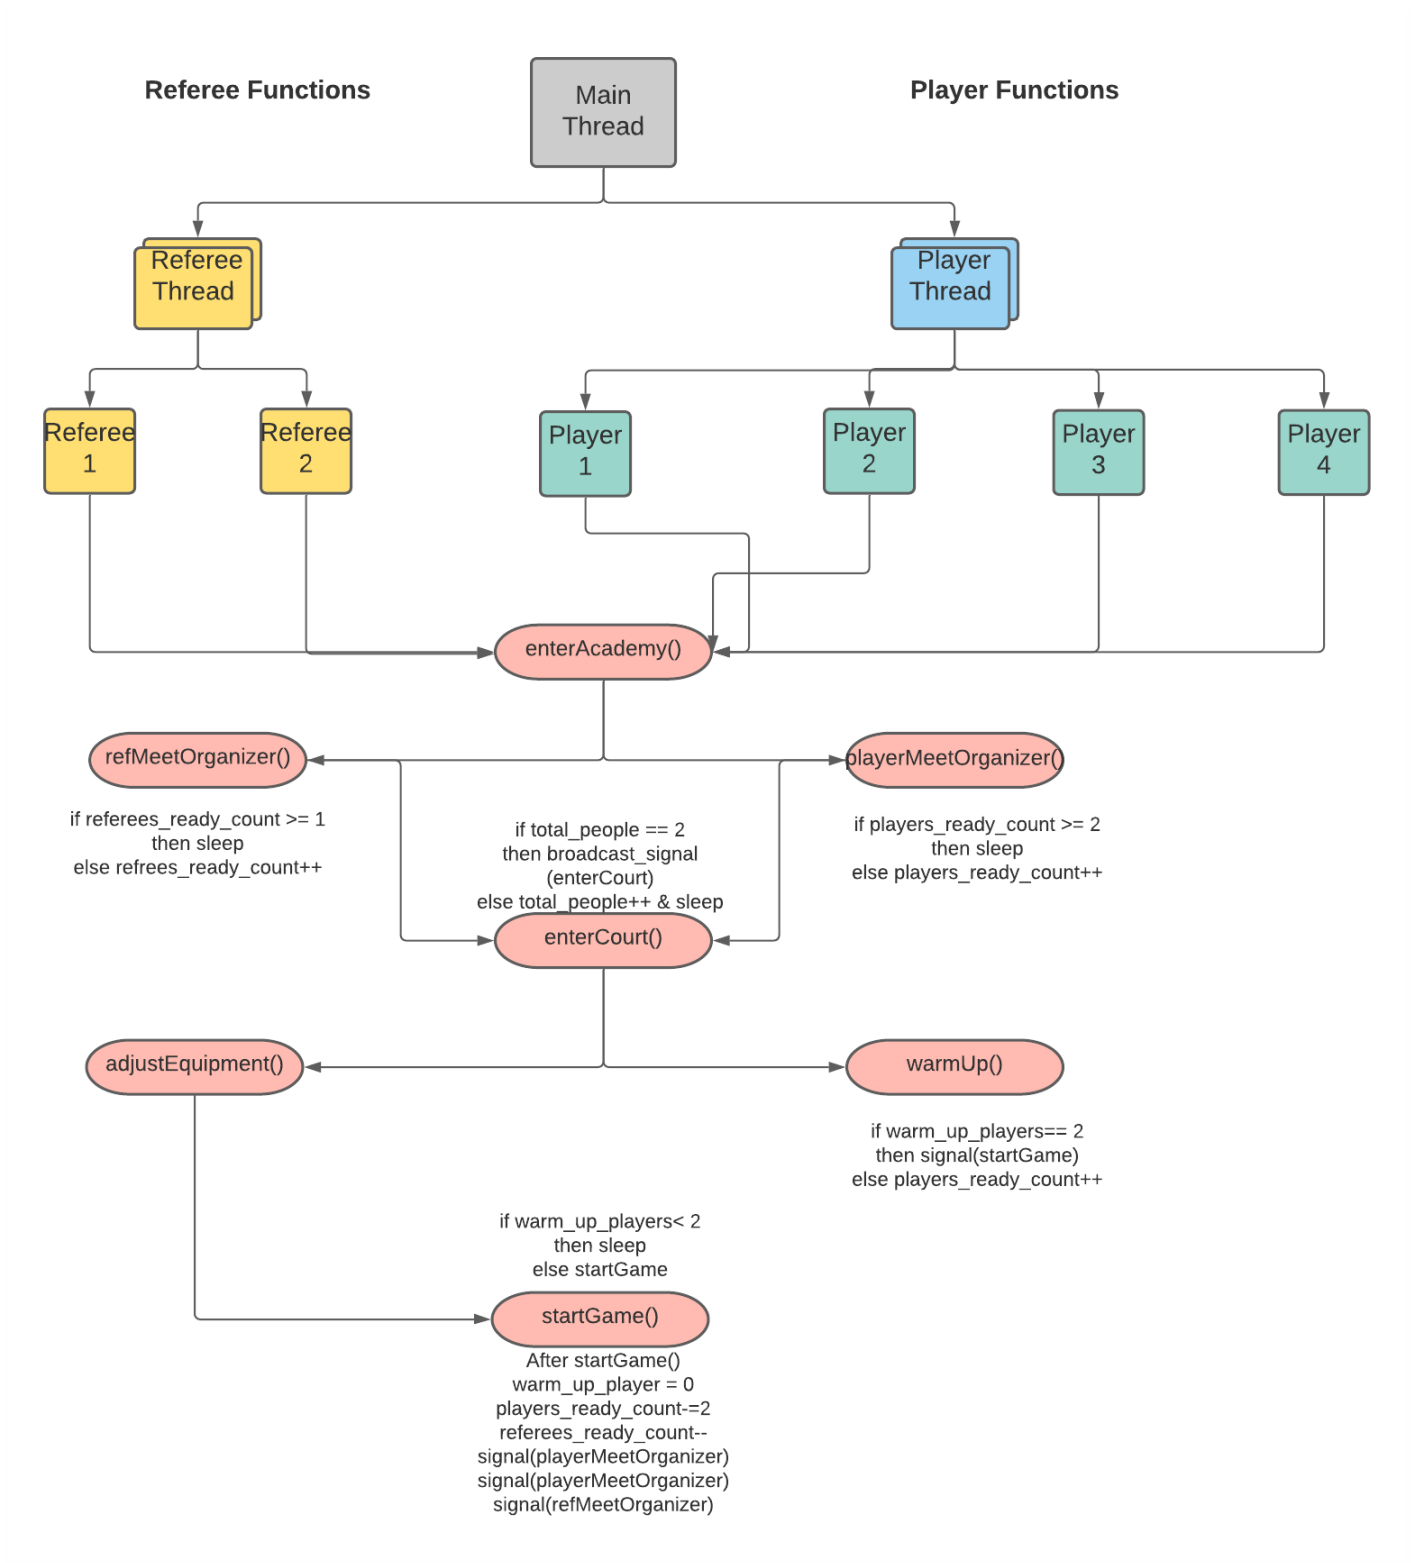 Referee Functions
Player Functions
Main
Thread
Referee
Thread
Player
Thread
Referee
1
Referee
2
Player
1
Player
2
Player
3
Player
4
enterAcademy()
refMeetOrganizer()
playerMeetOrganizer()
if referees_ready_count >= 1
then sleep
else refrees_ready_count++
if total_people == 2
then broadcast_signal
(enterCourt)
else total_people++ & sleep
if players_ready_count >= 2
then sleep
else players_ready_count++
enterCourt()
adjustEquipment()
warmUp()
if warm_up_players== 2
then signal(startGame)
else players_ready_count++
if warm_up_players< 2
then sleep
else startGame
startGame()
After startGame()
warm_up_player = 0
players_ready_count-=2
referees_ready_count--
signal(playerMeetOrganizer)
signal(playerMeetOrganizer)
signal(refMeetOrganizer)